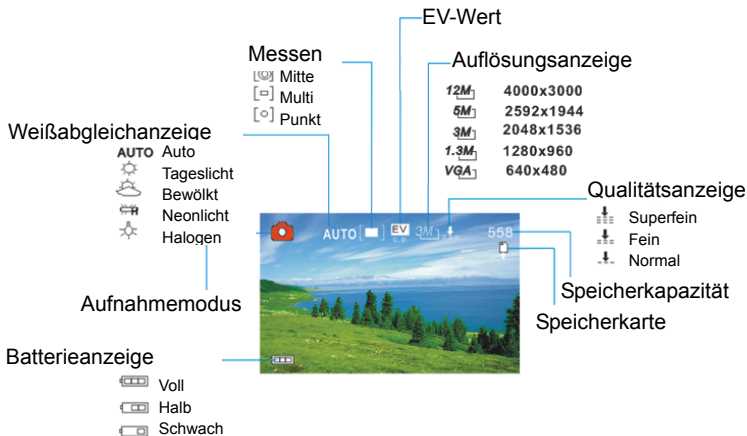 EV-Wert
Messen
Mitte
Multi
Punkt
Auflösungsanzeige
12M 4000x3000
5M 2592x1944
3M 2048x1536
1.3M 1280x960
VGA 640x480
Weißabgleichanzeige
AUTO Auto
Tageslicht
Bewölkt
Neonlicht
Halogen
Qualitätsanzeige
Superfein
Fein
Normal
AUTO EV 3M 558
0.0
Aufnahmemodus
Speicherkapazität
Speicherkarte
Batterieanzeige
Voll
Halb
Schwach